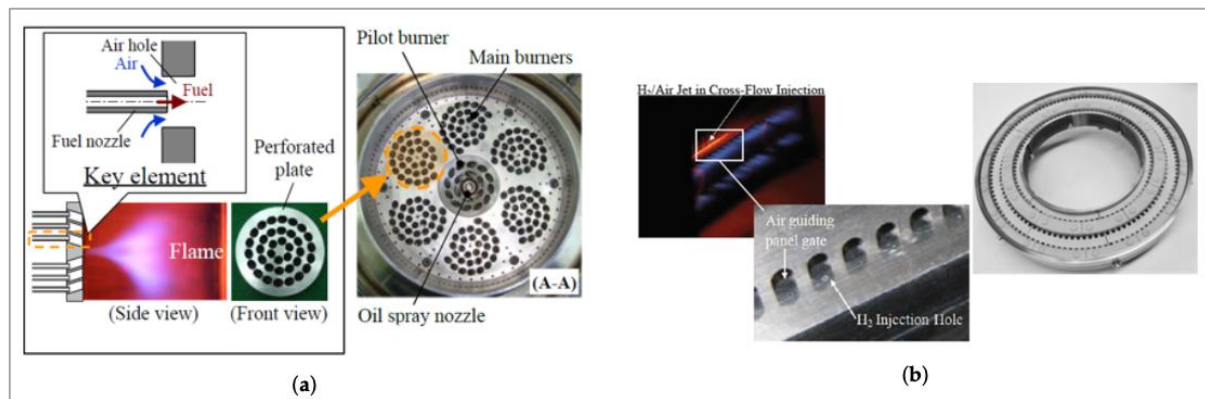 Air hole
Air
Fuel
Fuel nozzle
Key element
Perforated
plate
Flame
(Side view)
(Front view)
Pilot burner
Main burners
(A-A)
Oil spray nozzle
(a)
H₂/Air Jet in Cross-Flow Injection
Air guiding
panel gate
H₂ Injection Hole
(b)